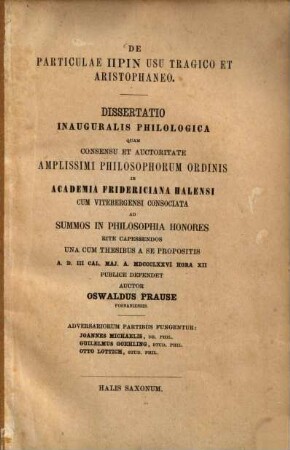 DE
PARTICULAE ΠΡΙΝ USU TRAGICO ET
ARISTOPHANEO.
DISSERTATIO
INAUGURALIS PHILOLOGICA
QUAM
CONSENSU ET AUCTORITATE
AMPLISSIMI PHILOSOPHORUM ORDINIS
IN
ACADEMIA FRIDERICIANA HALENSI
CUM VITEBERGENSI CONSOCIATA
AD
SUMMOS IN PHILOSOPHIA HONORES
RITE CAPESSENDOS
UNA CUM THESIBUS A SE PROPOSITIS
A. D. III CAL. MAJ. A. MDCCCLXXVI HORA XII
PUBLICE DEFENDET
AUCTOR
OSWALDUS PRAUSE
POSNANIENSIS.
ADVERSARIORUM PARTIBUS FUNGENTUR:
JOANNES MICHAELIS, DR. PHIL.
GUILELMUS GOEHLING, STUD. PHIL.
OTTO LOTTICH, STUD. PHIL.
HALIS SAXONUM.